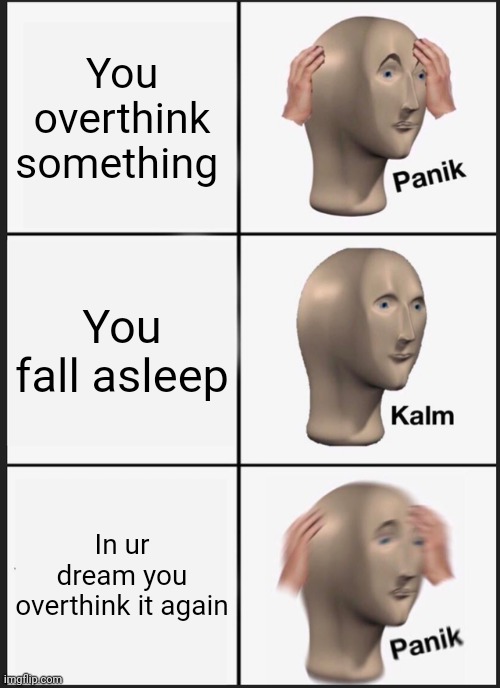 You
overthink
something
Panik
You
fall asleep
Kalm
In ur
dream you
overthink it again
Panik
imgflip.com